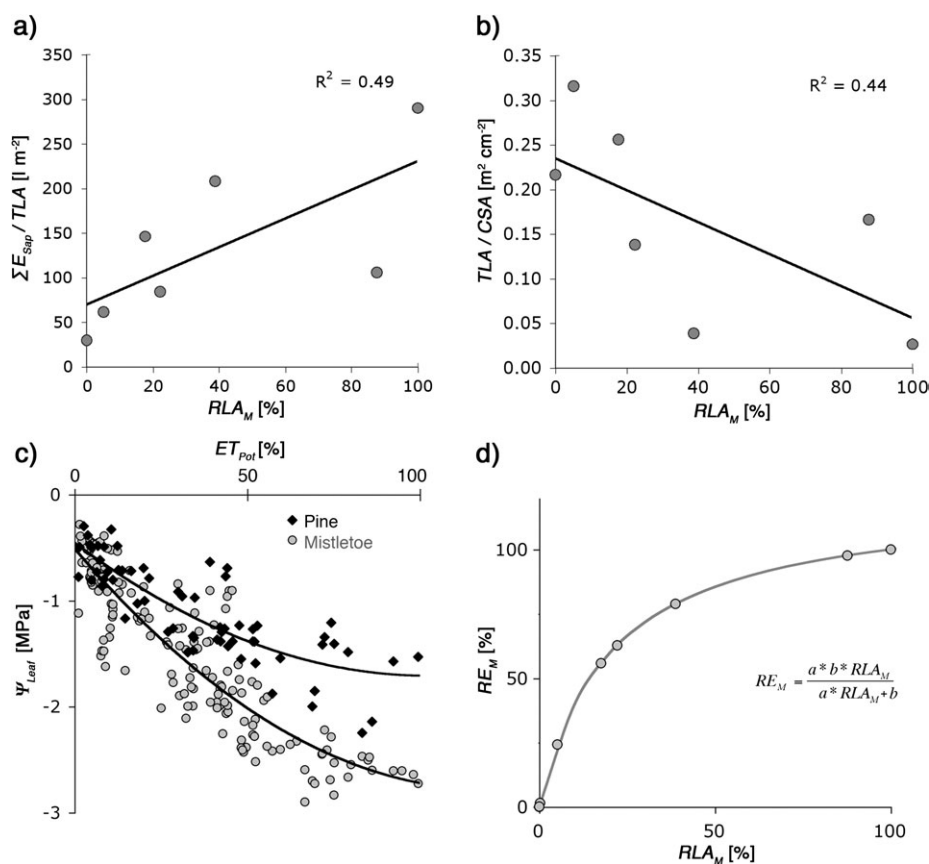 a)
350
300
250
200
150
100
50
0
0 20 40 60 80 100
R² = 0.49
∑E_Sap / TLA [l m⁻²]
RLA_M [%]
b)
0.35
0.30
0.25
0.20
0.15
0.10
0.05
0.00
0 20 40 60 80 100
R² = 0.44
TLA / CSA [m² cm⁻²]
RLA_M [%]
c)
ET_Pot [%]
0 50 100
0
-1
-2
-3
Pine
Mistletoe
Ψ_Leaf [MPa]
d)
100
50
0
0 50 100
RE_M [%]
RE_M = a * b * RLA_M
a * RLA_M + b
RLA_M [%]